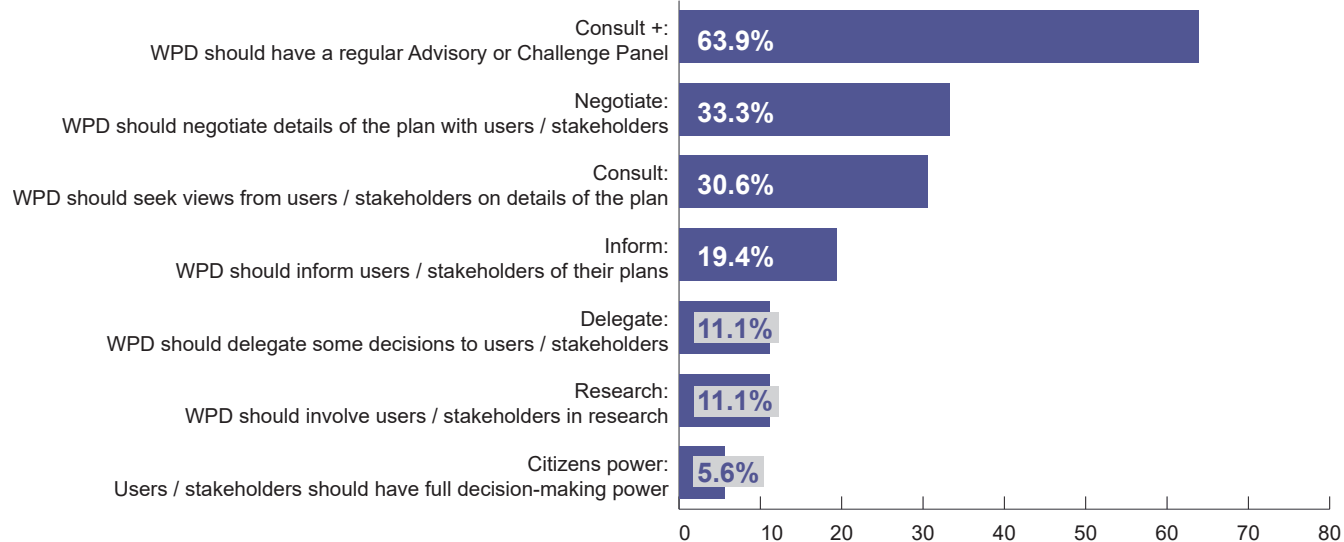 Consult +:
WPD should have a regular Advisory or Challenge Panel
63.9%
Negotiate:
WPD should negotiate details of the plan with users / stakeholders
33.3%
Consult:
WPD should seek views from users / stakeholders on details of the plan
30.6%
Inform:
WPD should inform users / stakeholders of their plans
19.4%
Delegate:
WPD should delegate some decisions to users / stakeholders
11.1%
Research:
WPD should involve users / stakeholders in research
11.1%
Citizens power:
Users / stakeholders should have full decision-making power
5.6%
0 10 20 30 40 50 60 70 80